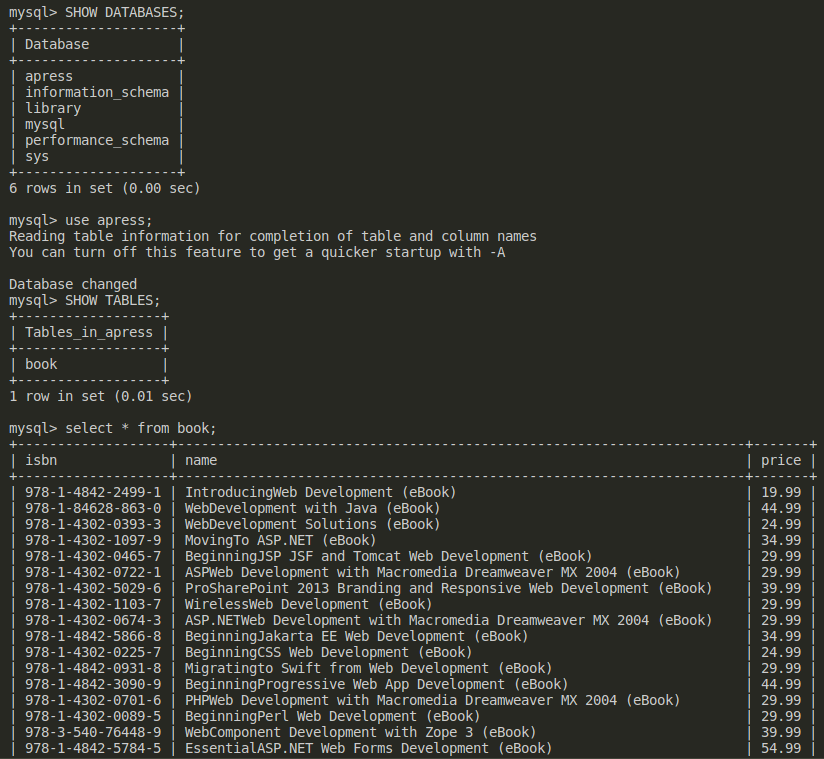 mysql> SHOW DATABASES;
+--------------------+
| Database           |
+--------------------+
| apress             |
| information_schema |
| library            |
| mysql              |
| performance_schema |
| sys                |
+--------------------+
6 rows in set (0.00 sec)

mysql> use apress;
Reading table information for completion of table and column names
You can turn off this feature to get a quicker startup with -A

Database changed
mysql> SHOW TABLES;
+------------------+
| Tables_in_apress |
+------------------+
| book             |
+------------------+
1 row in set (0.01 sec)

mysql> select * from book;
+-------------------+-----------------------------------------------------------------------+-------+
| isbn              | name                                                                  | price |
+-------------------+-----------------------------------------------------------------------+-------+
| 978-1-4842-2499-1 | IntroducingWeb Development (eBook)                                    | 19.99 |
| 978-1-84628-863-0 | WebDevelopment with Java (eBook)                                      | 44.99 |
| 978-1-4302-0393-3 | WebDevelopment Solutions (eBook)                                      | 24.99 |
| 978-1-4302-1097-9 | MovingTo ASP.NET (eBook)                                              | 34.99 |
| 978-1-4302-0465-7 | BeginningJSP JSF and Tomcat Web Development (eBook)                   | 29.99 |
| 978-1-4302-0722-1 | ASPWeb Development with Macromedia Dreamweaver MX 2004 (eBook)        | 29.99 |
| 978-1-4302-5029-6 | ProSharePoint 2013 Branding and Responsive Web Development (eBook)    | 39.99 |
| 978-1-4302-1103-7 | WirelessWeb Development (eBook)                                       | 29.99 |
| 978-1-4302-0674-3 | ASP.NETWeb Development with Macromedia Dreamweaver MX 2004 (eBook)    | 29.99 |
| 978-1-4842-5866-8 | BeginningJakarta EE Web Development (eBook)                           | 34.99 |
| 978-1-4302-0225-7 | BeginningCSS Web Development (eBook)                                  | 24.99 |
| 978-1-4842-0931-8 | Migratingto Swift from Web Development (eBook)                        | 29.99 |
| 978-1-4842-3090-9 | BeginningProgressive Web App Development (eBook)                      | 44.99 |
| 978-1-4302-0701-6 | PHPWeb Development with Macromedia Dreamweaver MX 2004 (eBook)        | 29.99 |
| 978-1-4302-0089-5 | BeginningPerl Web Development (eBook)                                 | 29.99 |
| 978-3-540-76448-9 | WebComponent Development with Zope 3 (eBook)                          | 39.99 |
| 978-1-4842-5784-5 | EssentialASP.NET Web Forms Development (eBook)                        | 54.99 |